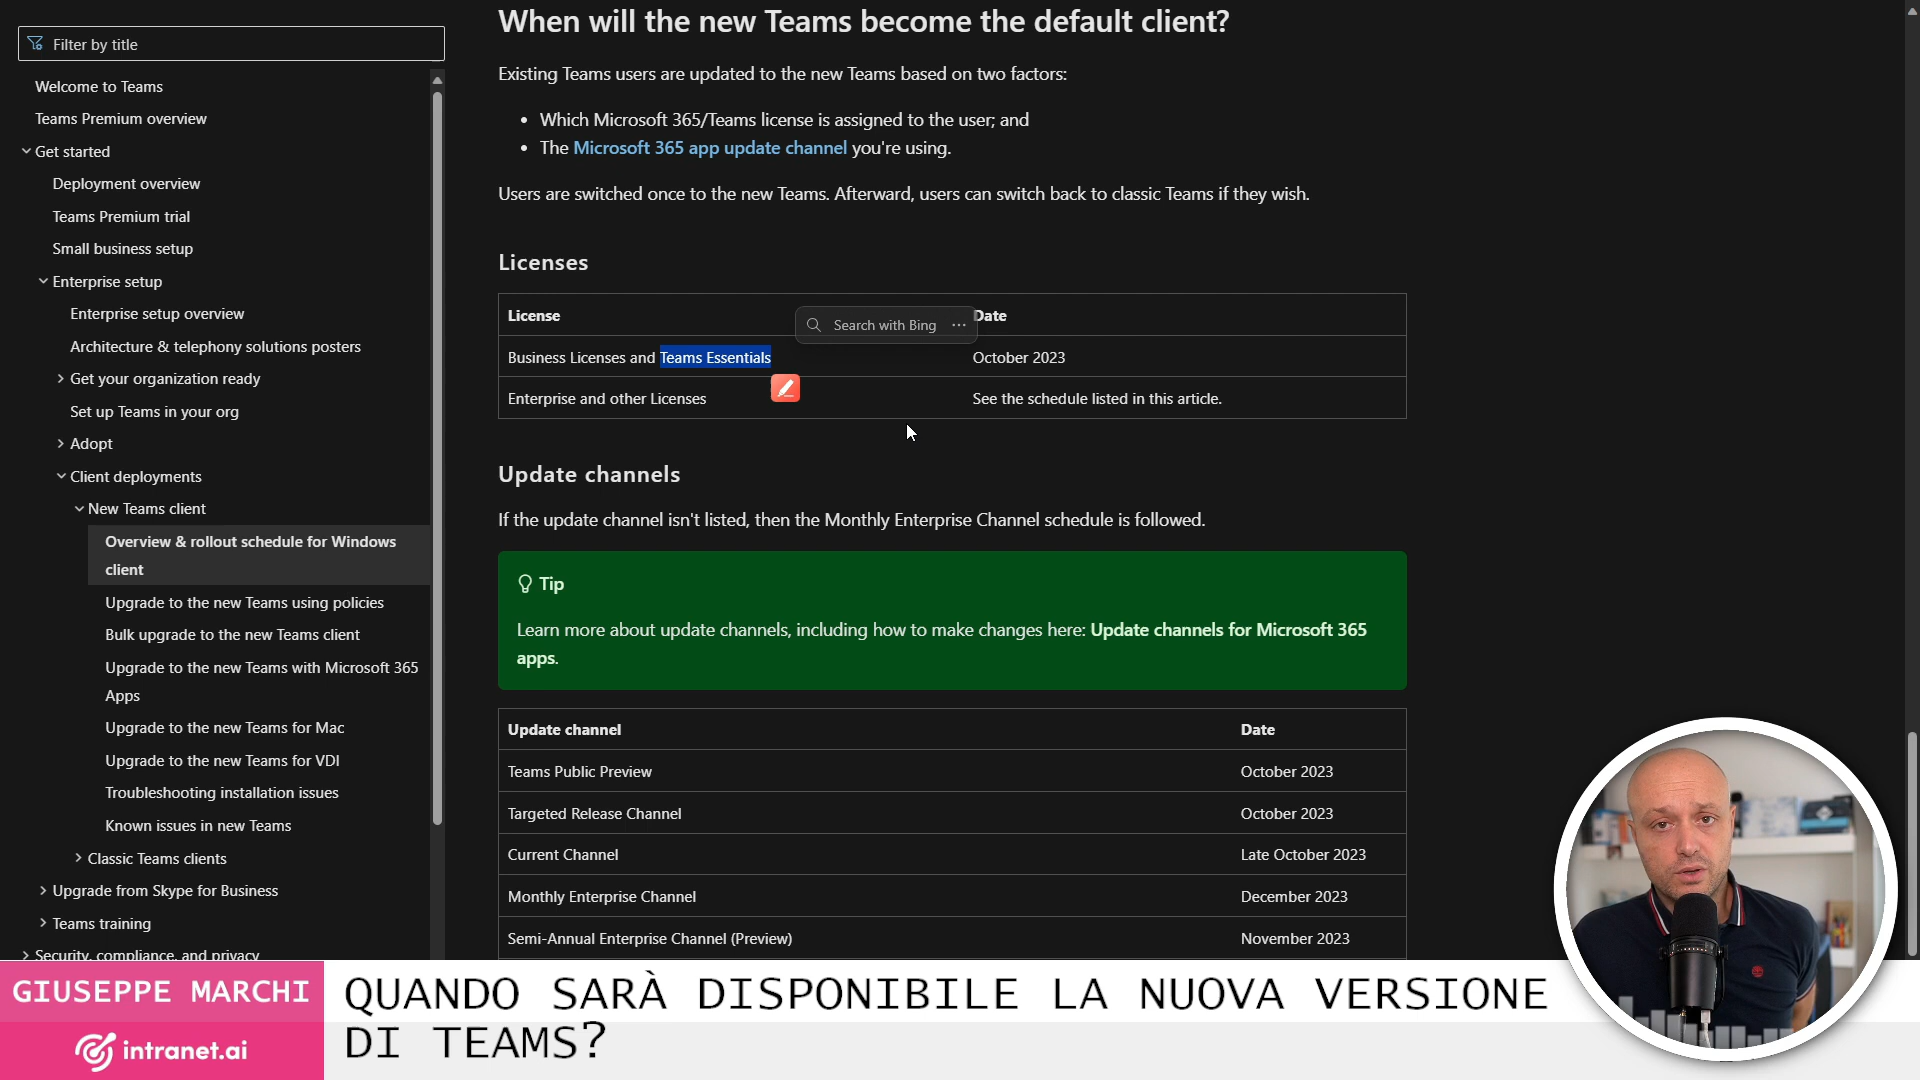 Filter by title
Welcome to Teams
Teams Premium overview
Get started
Deployment overview
Teams Premium trial
Small business setup
Enterprise setup
Enterprise setup overview
Architecture & telephony solutions posters
Get your organization ready
Set up Teams in your org
Adopt
Client deployments
New Teams client
Overview & rollout schedule for Windows
client
Upgrade to the new Teams using policies
Bulk upgrade to the new Teams client
Upgrade to the new Teams with Microsoft 365
Apps
Upgrade to the new Teams for Mac
Upgrade to the new Teams for VDI
Troubleshooting installation issues
Known issues in new Teams
Classic Teams clients
Upgrade from Skype for Business
Teams training
Security, compliance, and privacy
When will the new Teams become the default client?
Existing Teams users are updated to the new Teams based on two factors:
• Which Microsoft 365/Teams license is assigned to the user; and
• The Microsoft 365 app update channel you're using.
Users are switched once to the new Teams. Afterward, users can switch back to classic Teams if they wish.
Licenses
License Date
Search with Bing ···
Business Licenses and Teams Essentials October 2023
Enterprise and other Licenses See the schedule listed in this article.
Update channels
If the update channel isn't listed, then the Monthly Enterprise Channel schedule is followed.
Tip
Learn more about update channels, including how to make changes here: Update channels for Microsoft 365
apps.
Update channel Date
Teams Public Preview October 2023
Targeted Release Channel October 2023
Current Channel Late October 2023
Monthly Enterprise Channel December 2023
Semi-Annual Enterprise Channel (Preview) November 2023
GIUSEPPE MARCHI
intranet.ai
QUANDO SARÀ DISPONIBILE LA NUOVA VERSIONE
DI TEAMS?